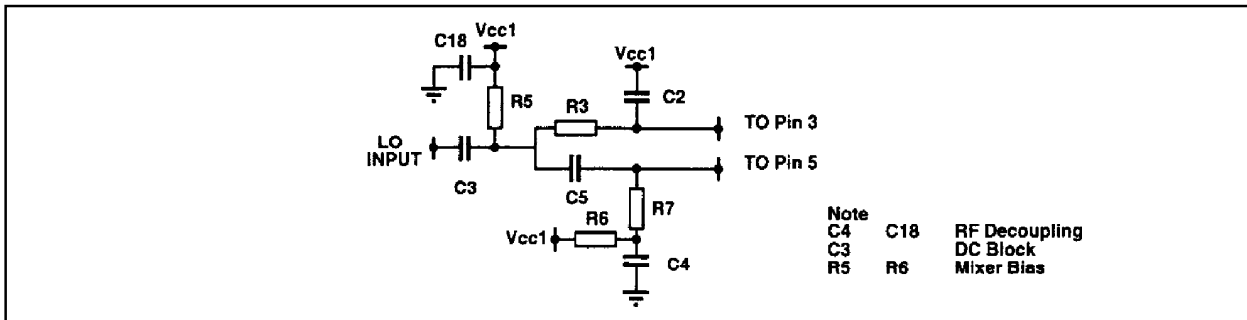 C18
Vcc1
Vcc1
R5
R3
C2
TO Pin 3
LO
INPUT
C3
C5
TO Pin 5
R7
R6
Vcc1
C4
Note
C4 C18 RF Decoupling
C3 DC Block
R5 R6 Mixer Bias